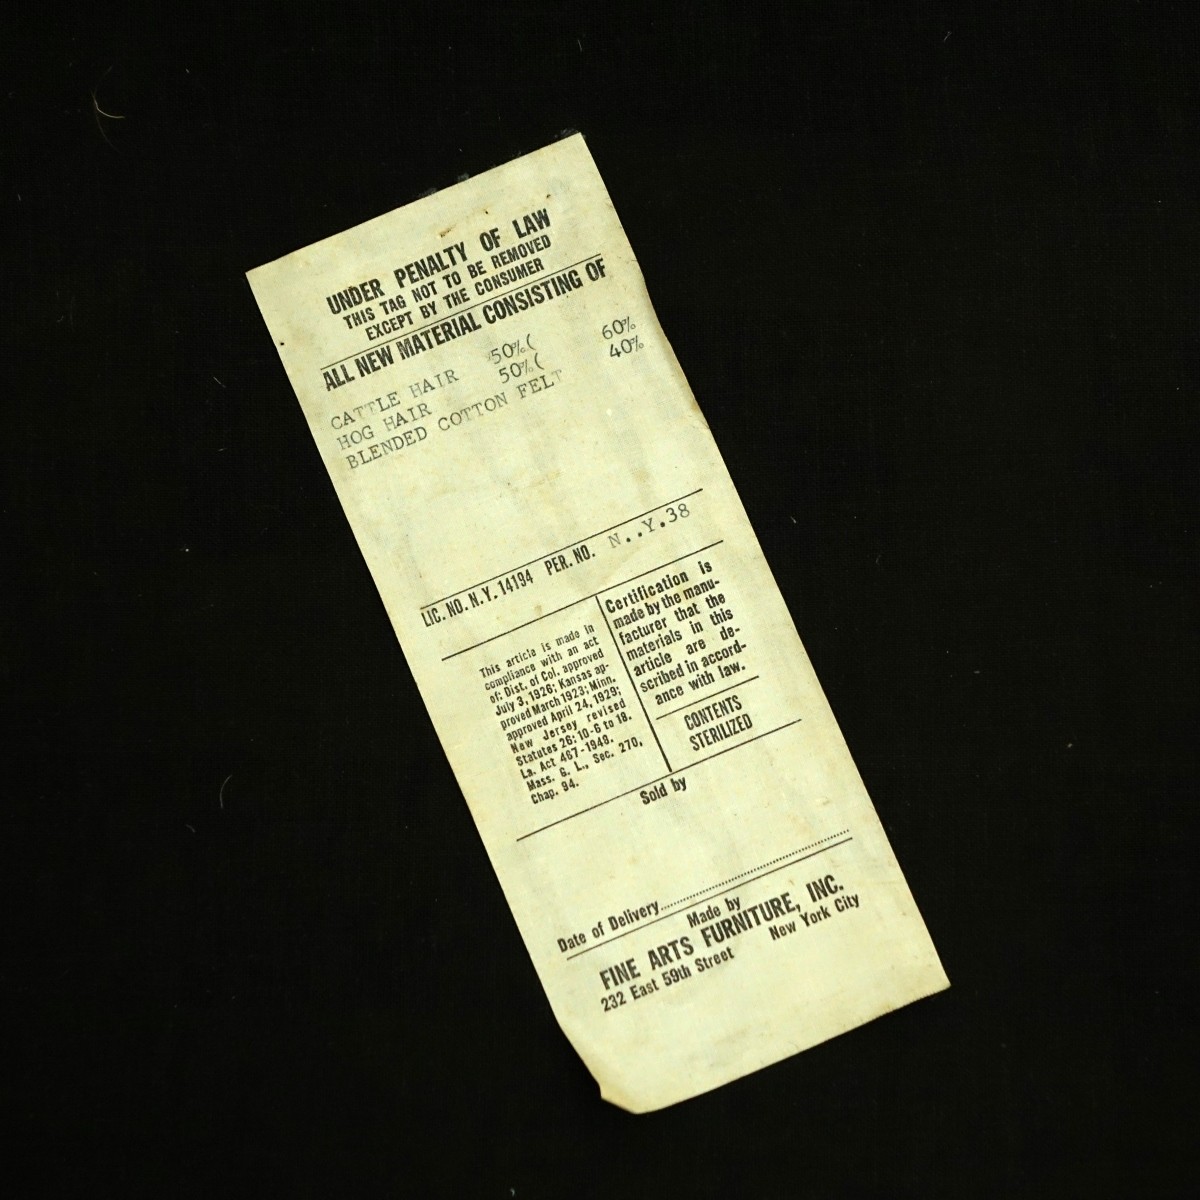 UNDER PENALTY OF LAW
THIS TAG NOT TO BE REMOVED
EXCEPT BY THE CONSUMER
ALL NEW MATERIAL CONSISTING OF
CATTLE HAIR 50%( 60%
HOG HAIR 50%(
BLENDED COTTON FELT 40%
LIC. NO. N.Y. 14194 PER. NO. N..Y.38
This article is made in
compliance with an act
of: Dist. of Col. approved
July 3, 1926; Kansas ap-
proved March 1923; Minn.
approved April 24, 1929;
New Jersey revised
Statutes 26: 10-6 to 18.
La. Act 467-1948.
Mass. G. L., Sec. 270,
Chap. 94.
Certification is
made by the manu-
facturer that the
materials in this
article are de-
scribed in accord-
ance with law.
CONTENTS
STERILIZED
Sold by
Date of Delivery
Made by
FINE ARTS FURNITURE, INC.
232 East 59th Street New York City